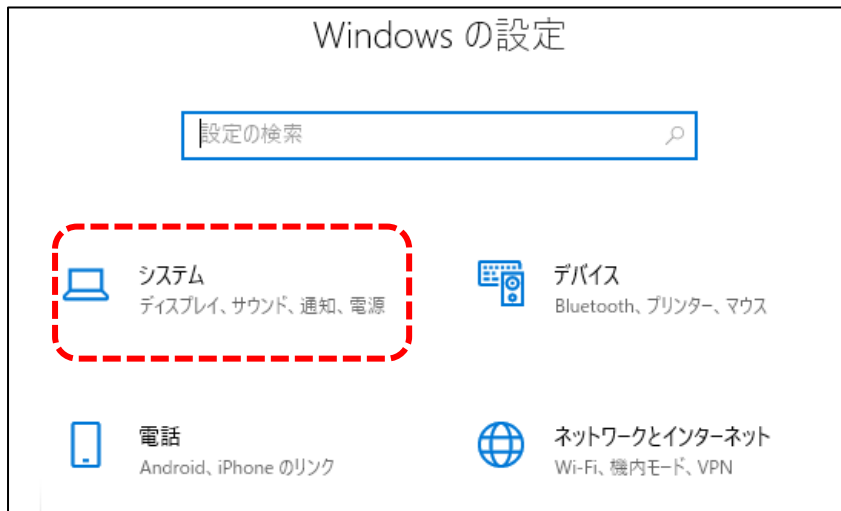 Windows の設定
設定の検索
システム
ディスプレイ、サウンド、通知、電源
デバイス
Bluetooth、プリンター、マウス
電話
Android、iPhone のリンク
ネットワークとインターネット
Wi-Fi、機内モード、VPN